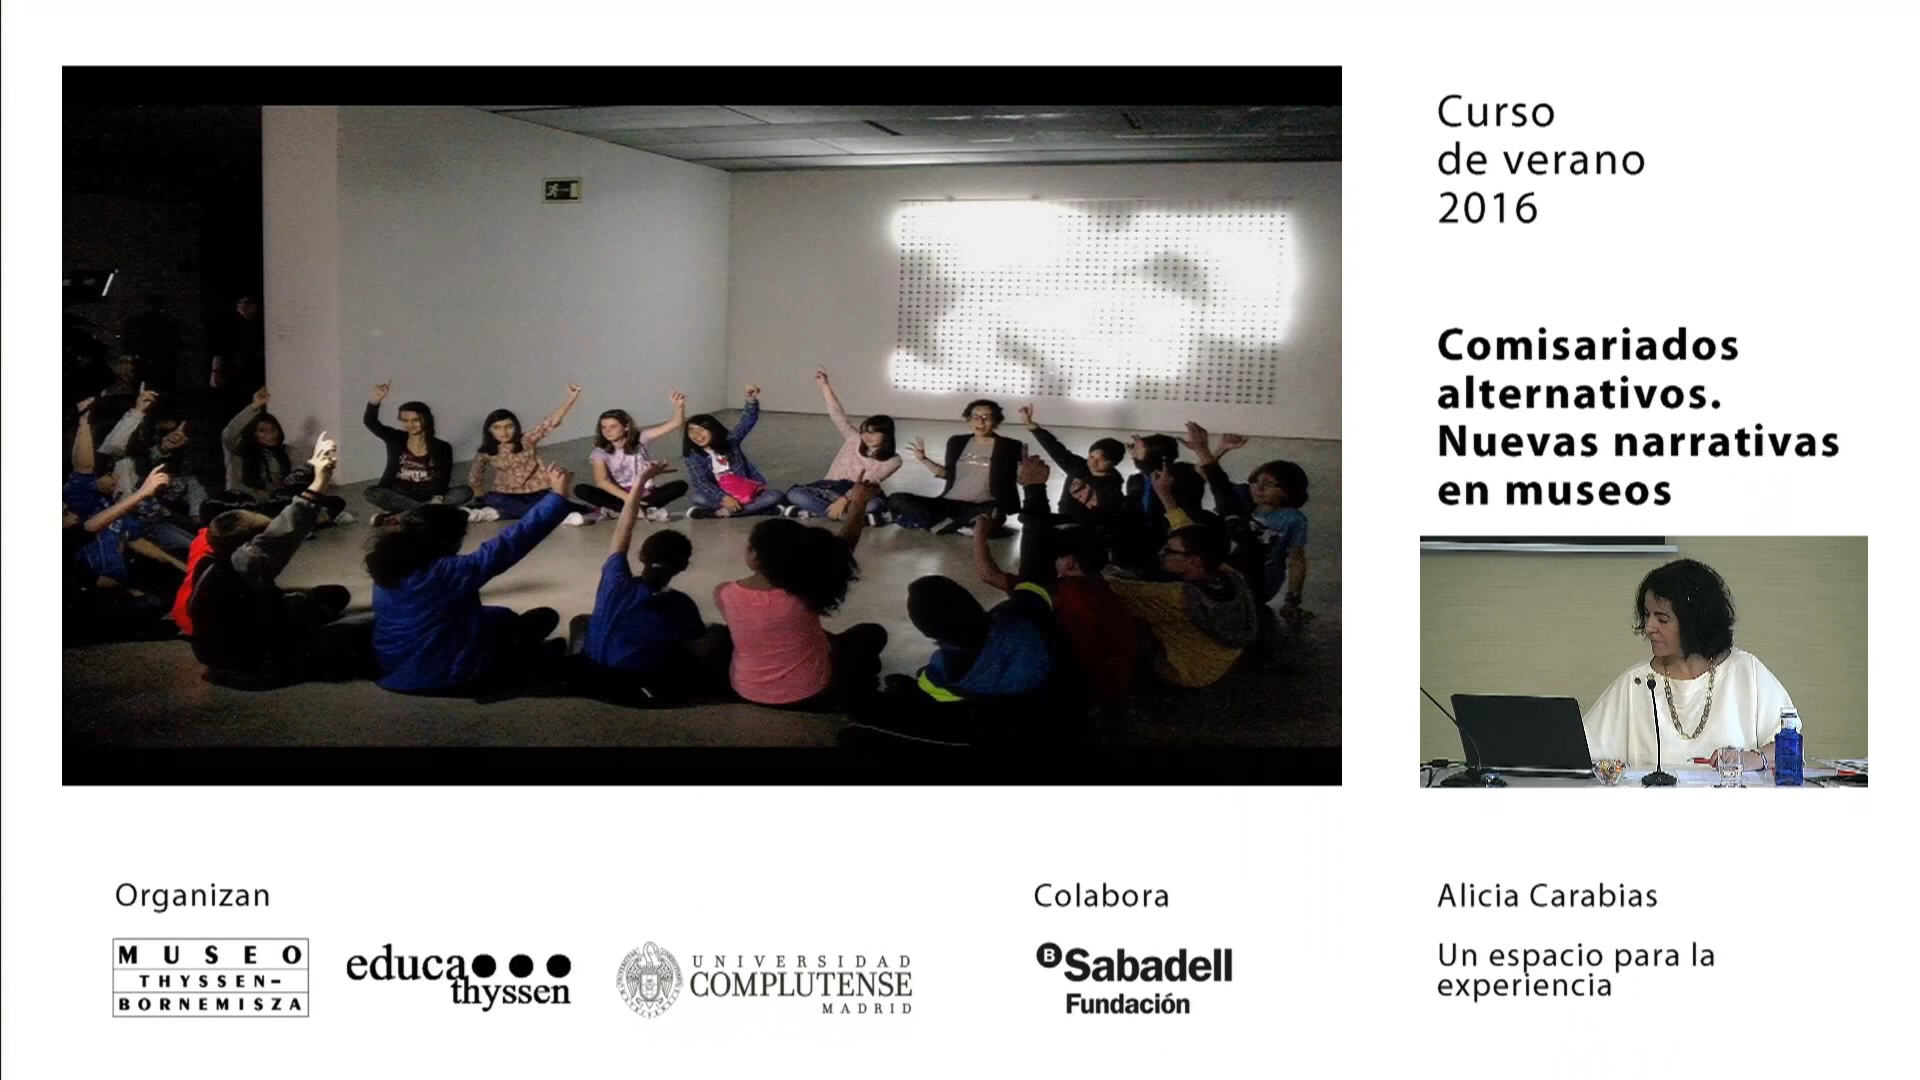 Curso
de verano
2016
Comisariados
alternativos.
Nuevas narrativas
en museos
Organizan
MUSEO
THYSSEN-
BORNEMISZA
educa
thyssen
UNIVERSIDAD
COMPLUTENSE
MADRID
Colabora
B Sabadell
Fundación
Alicia Carabias
Un espacio para la
experiencia